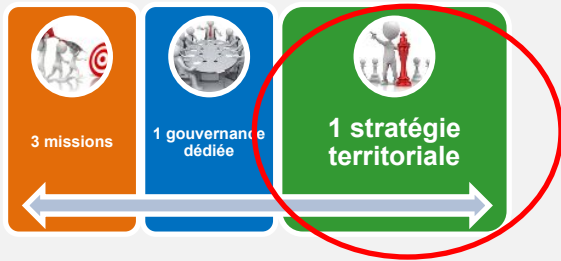 3 missions
1 gouvernance
dédiée
1 stratégie
territoriale